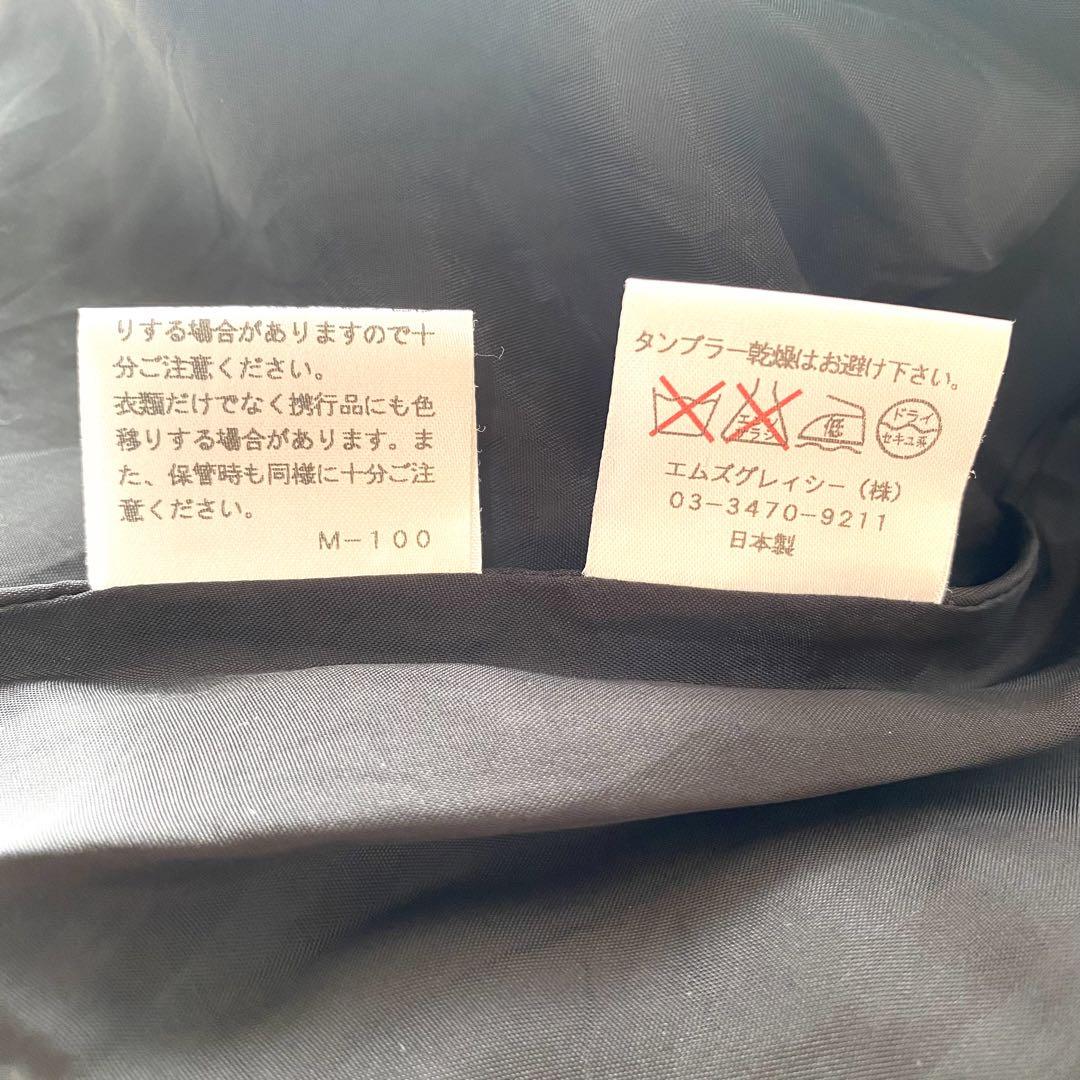 りする場合がありますので十
分ご注意ください。
衣類だけでなく携行品にも色
移りする場合があります。ま
た、保管時も同様に十分ご注
意ください。
M-100
タンブラー乾燥はお避け下さい。
エンソ
カラシ
低
ドライ
セキユ系
エムズグレイシー(株)
03-3470-9211
日本製